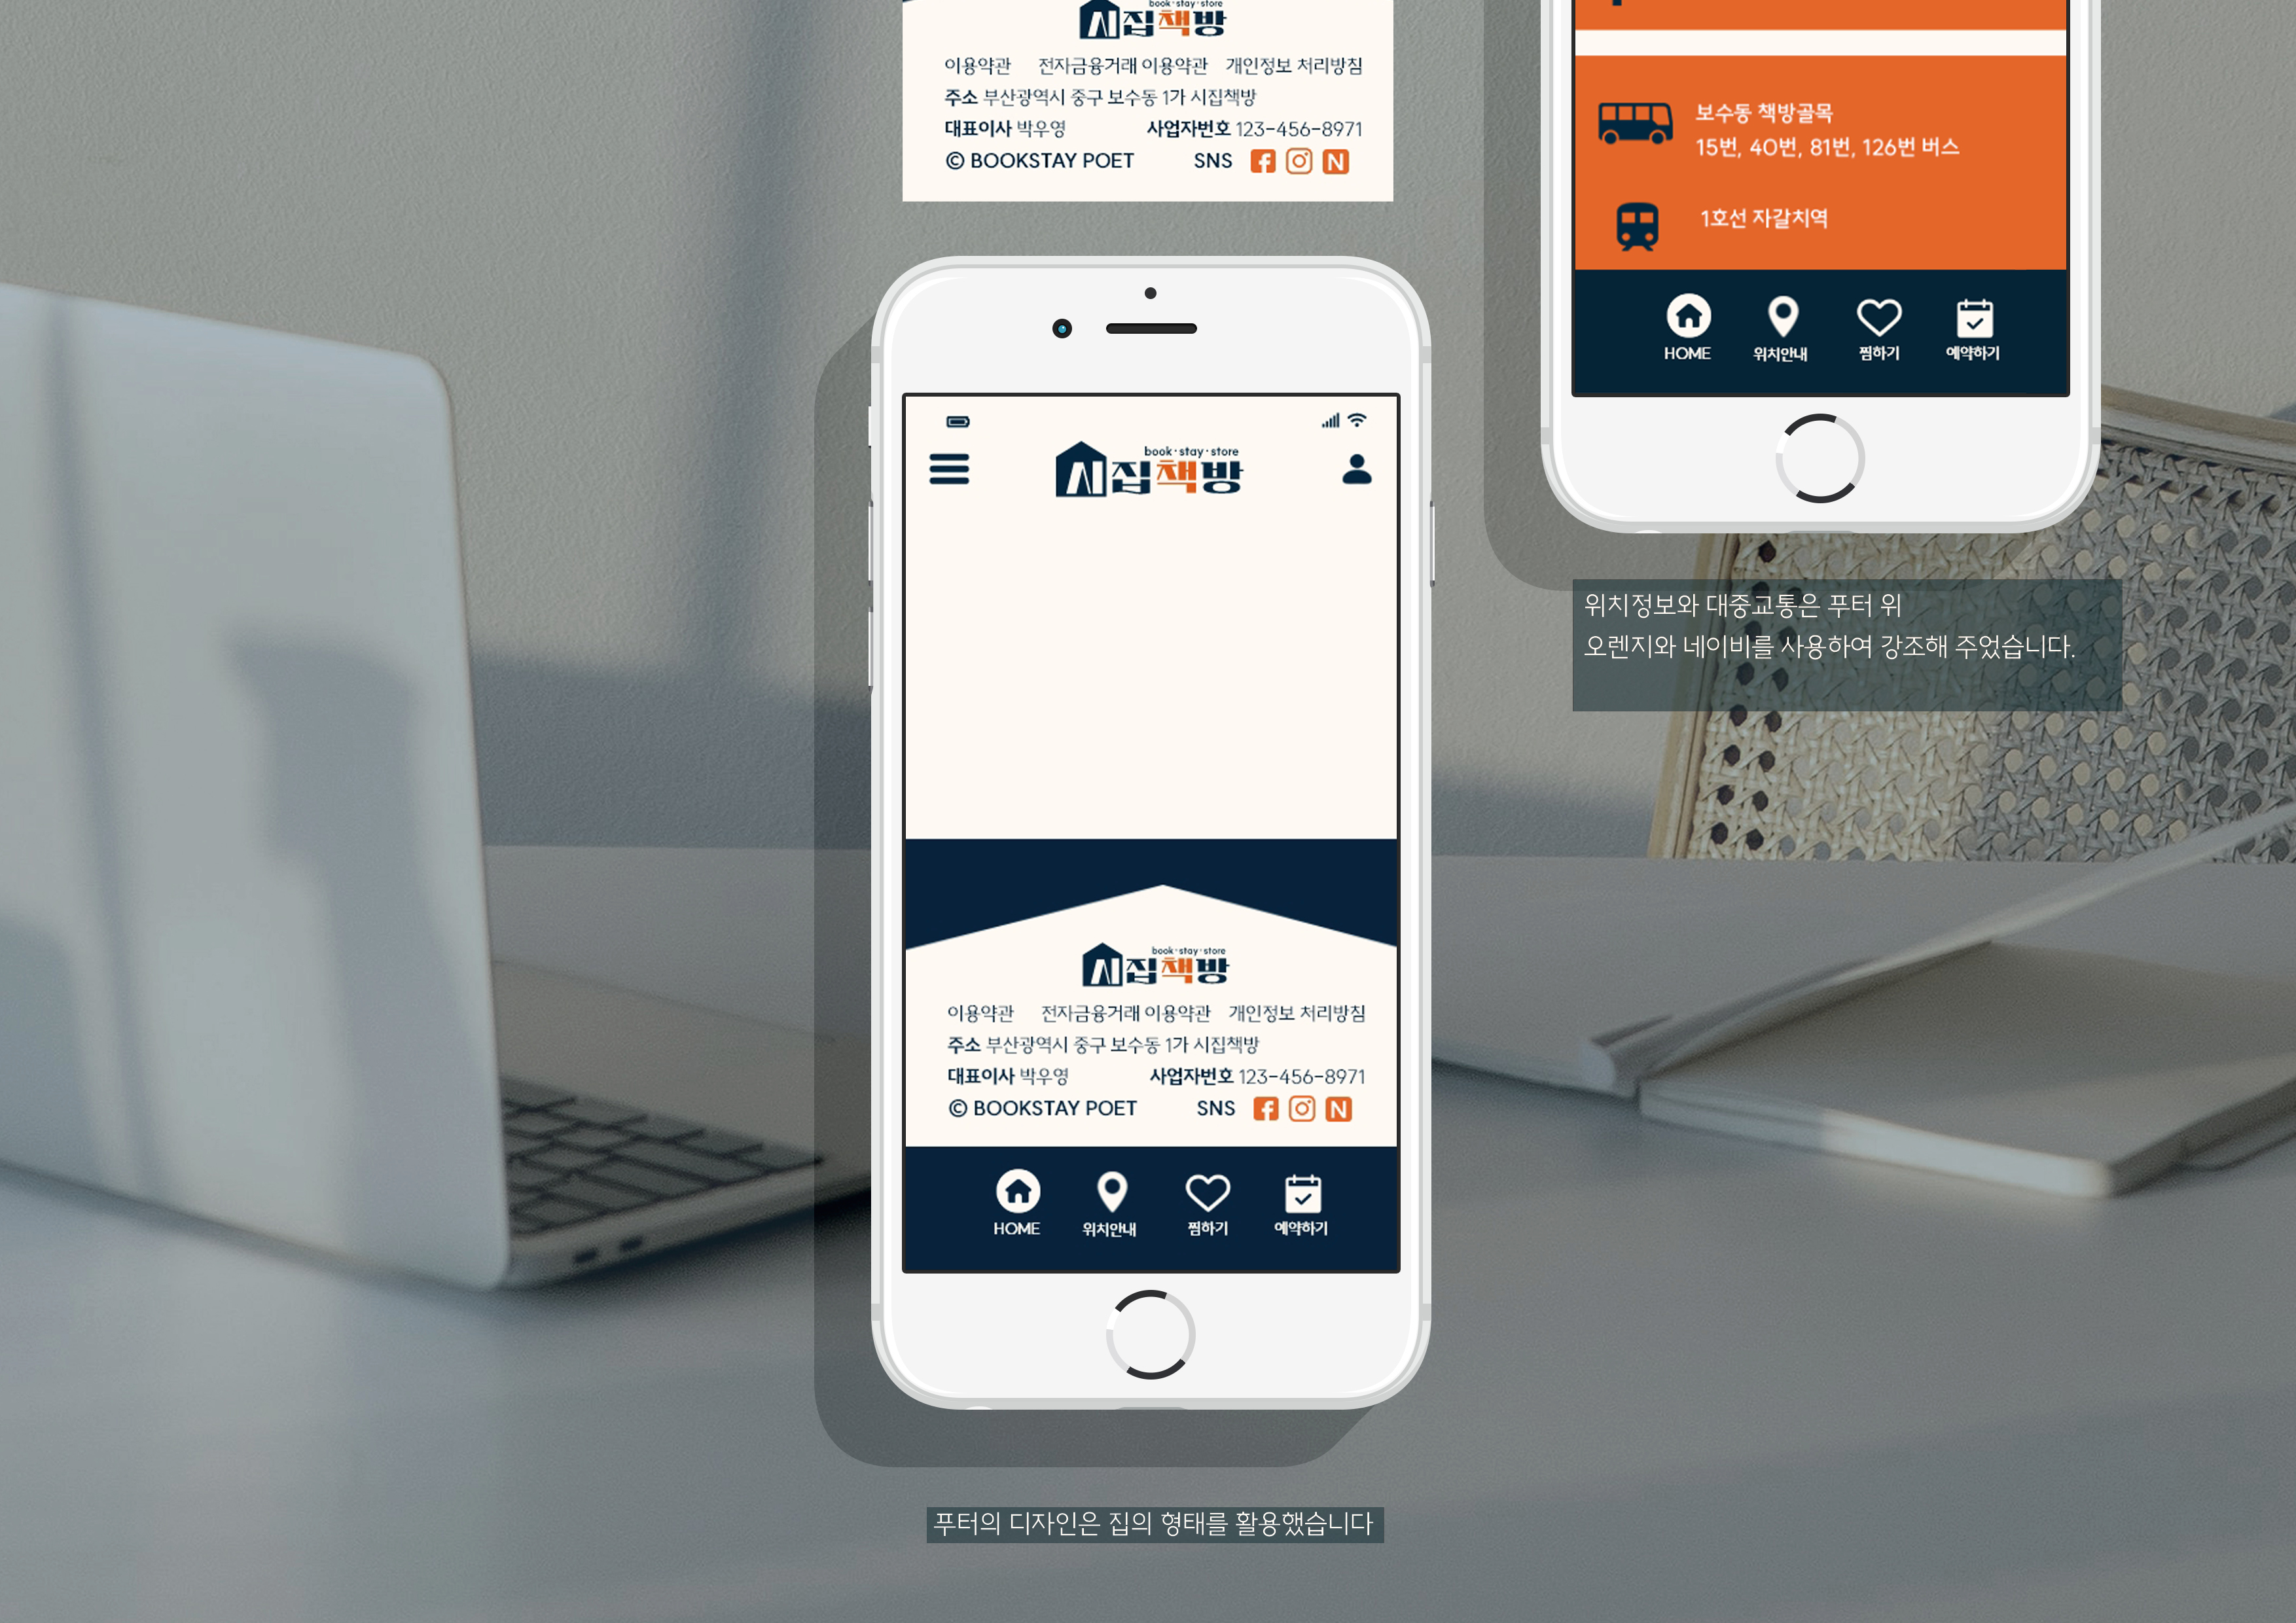 book·stay·store
시집책방
이용약관 전자금융거래 이용약관 개인정보 처리방침
주소 부산광역시 중구 보수동 1가 시집책방
대표이사 박우영 사업자번호 123-456-8971
© BOOKSTAY POET SNS f N
보수동 책방골목
15번, 40번, 81번, 126번 버스
1호선 자갈치역
HOME 위치안내 찜하기 예약하기
위치정보와 대중교통은 푸터 위
오렌지와 네이비를 사용하여 강조해 주었습니다.
book·stay·store
시집책방
book·stay·store
시집책방
이용약관 전자금융거래 이용약관 개인정보 처리방침
주소 부산광역시 중구 보수동 1가 시집책방
대표이사 박우영 사업자번호 123-456-8971
© BOOKSTAY POET SNS f N
HOME 위치안내 찜하기 예약하기
푸터의 디자인은 집의 형태를 활용했습니다